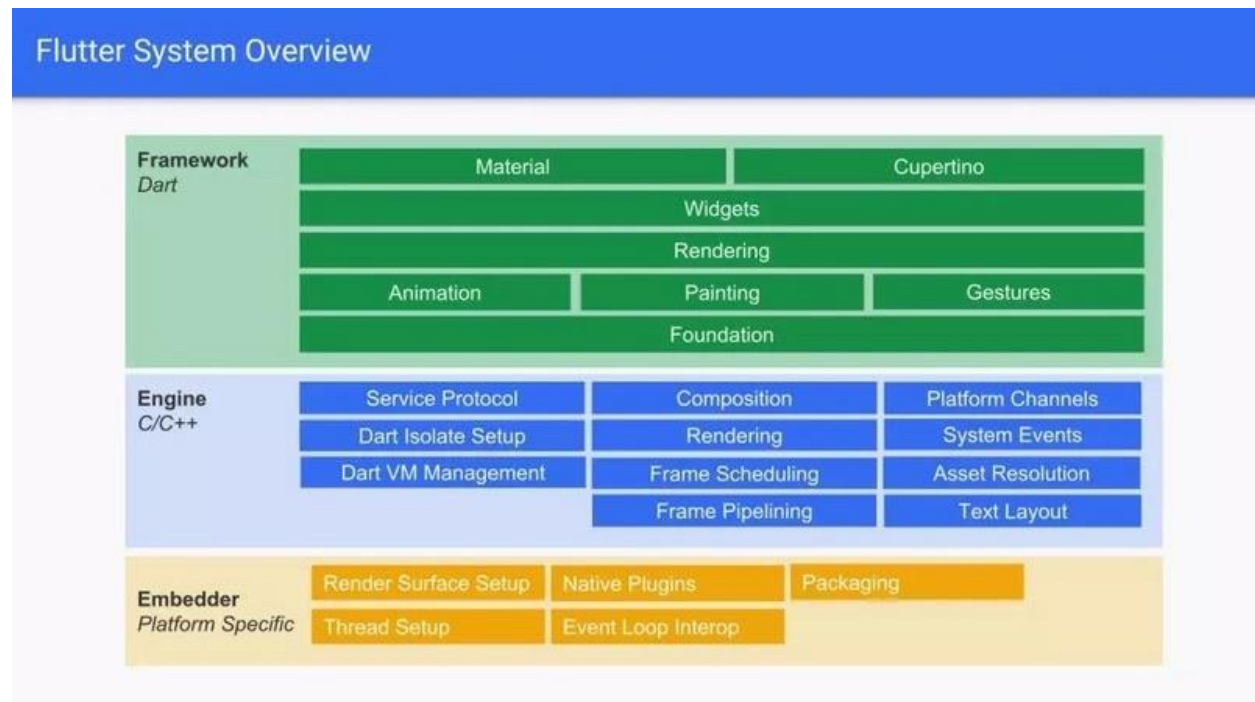 Flutter System Overview
Framework
Dart
Material
Cupertino
Widgets
Rendering
Animation
Painting
Gestures
Foundation
Engine
C/C++
Service Protocol
Composition
Platform Channels
Dart Isolate Setup
Rendering
System Events
Dart VM Management
Frame Scheduling
Asset Resolution
Frame Pipelining
Text Layout
Embedder
Platform Specific
Render Surface Setup
Native Plugins
Packaging
Thread Setup
Event Loop Interop